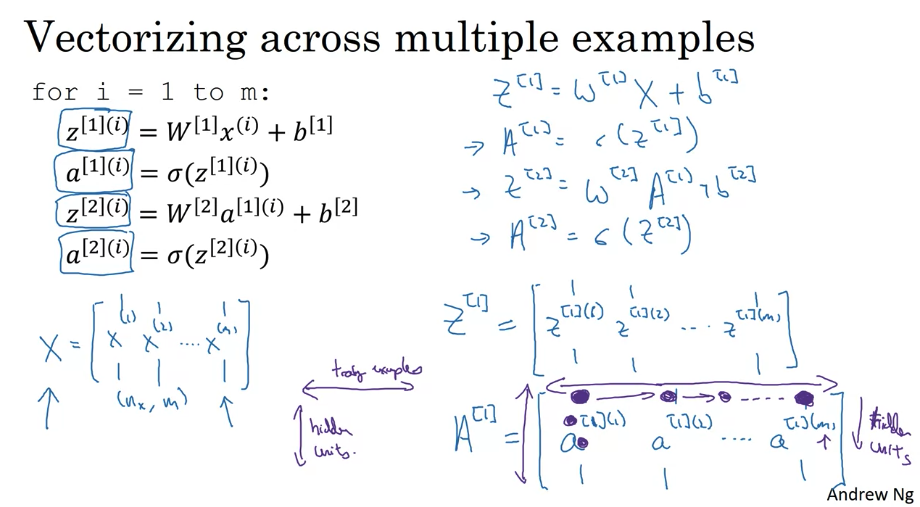 Vectorizing across multiple examples
for i = 1 to m:
z^[1](i) = W^[1]x^(i) + b^[1]
a^[1](i) = σ(z^[1](i))
z^[2](i) = W^[2]a^[1](i) + b^[2]
a^[2](i) = σ(z^[2](i))
Z^[1] = W^[1] X + b^[1]
→ A^[1] = σ(Z^[1])
→ Z^[2] = W^[2] A^[1] + b^[2]
→ A^[2] = σ(Z^[2])
X = [x^(1) x^(2) .... x^(m)]
(n_x, m)
Z^[1] = [z^[1](1) z^[1](2) ... z^[1](m)]
examples
hidden
units.
A^[1] = [a^[1](1) a^[1](2) .... a^[1](m)]
hidden
units
Andrew Ng